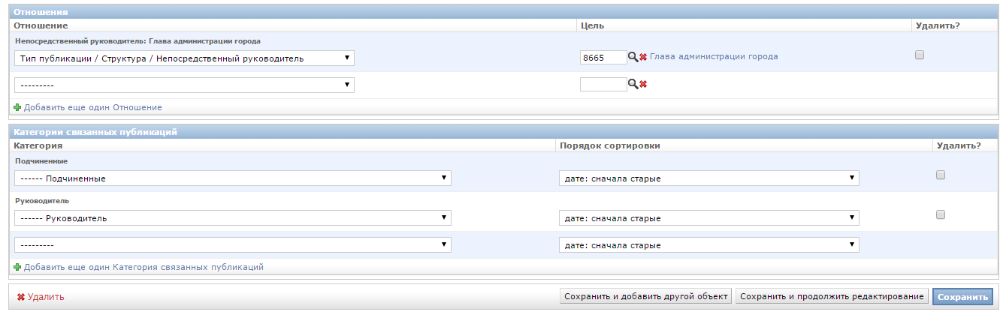 Отношения
Отношение Цель Удалить?
Непосредственный руководитель: Глава администрации города
Тип публикации / Структура / Непосредственный руководитель 8665 Глава администрации города
---------
Добавить еще один Отношение
Категории связанных публикаций
Категория Порядок сортировки Удалить?
Подчиненные
------ Подчиненные дате: сначала старые
Руководитель
------ Руководитель дате: сначала старые
--------- дате: сначала старые
Добавить еще один Категория связанных публикаций
Удалить Сохранить и добавить другой объект Сохранить и продолжить редактирование Сохранить